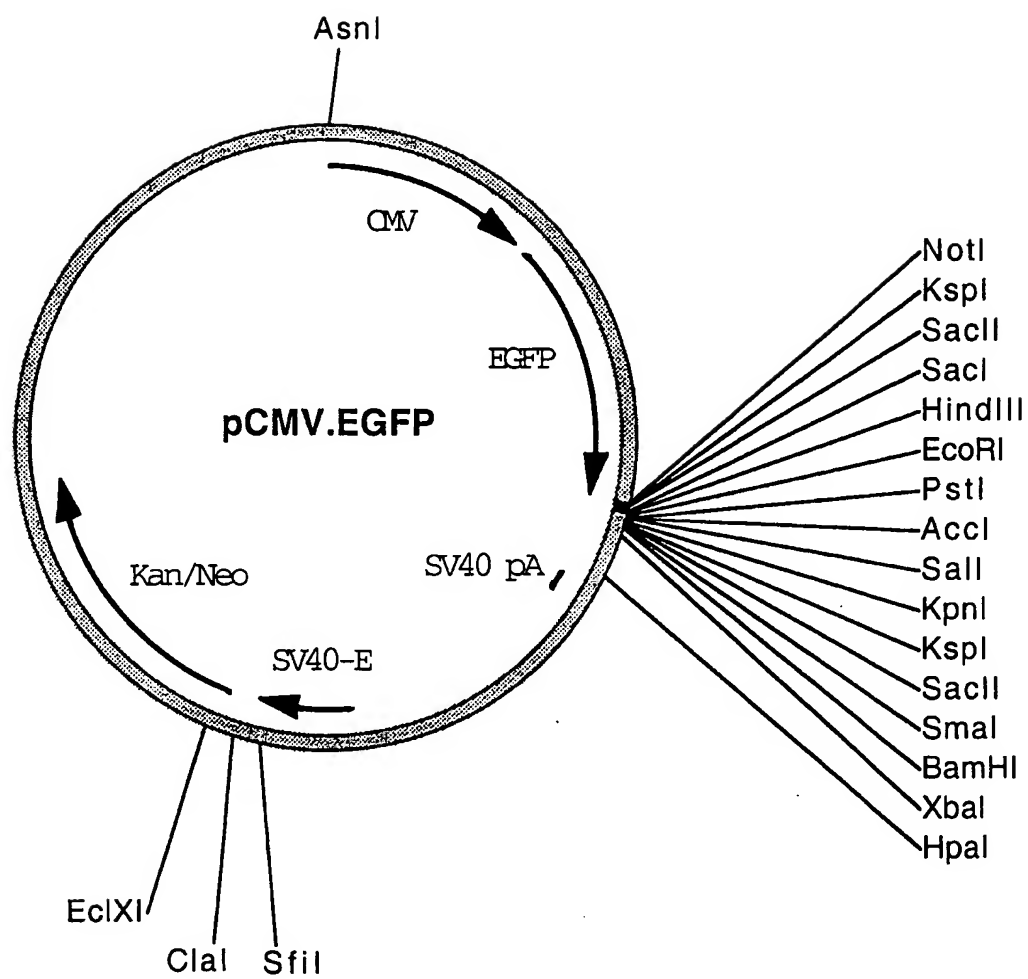 AsnI
CMV
NotI
KspI
SacII
EGFP
SacI
HindIII
pCMV.EGFP
EcoRI
PstI
AccI
Kan/Neo
SV40 pA
SalI
KpnI
SV40-E
KspI
SacII
SmaI
BamHI
XbaI
HpaI
EclXI
ClaI
SfiI